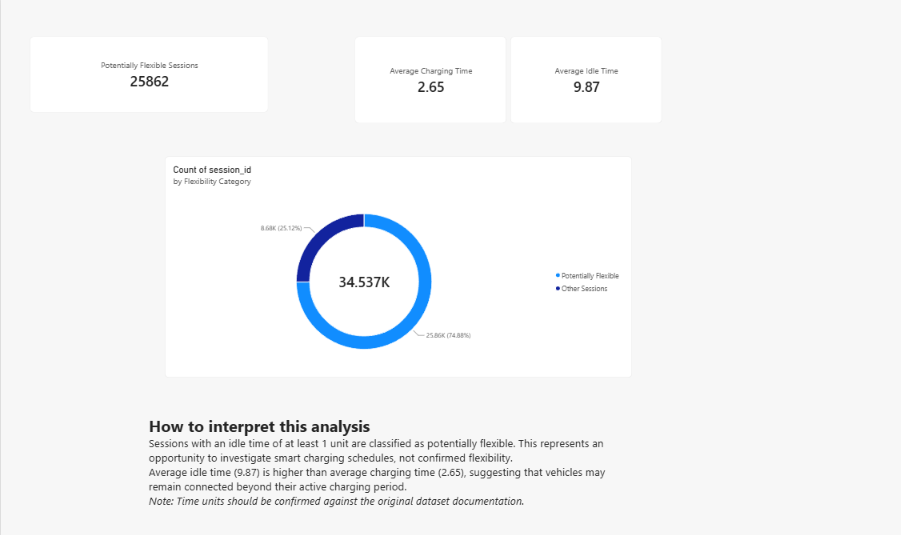 Potentially Flexible Sessions
25862
Average Charging Time
2.65
Average Idle Time
9.87
Count of session_id
by Flexibility Category
8.68K (25.12%)
34.537K
Potentially Flexible
Other Sessions
25.86K (74.88%)
How to interpret this analysis
Sessions with an idle time of at least 1 unit are classified as potentially flexible. This represents an
opportunity to investigate smart charging schedules, not confirmed flexibility.
Average idle time (9.87) is higher than average charging time (2.65), suggesting that vehicles may
remain connected beyond their active charging period.
Note: Time units should be confirmed against the original dataset documentation.